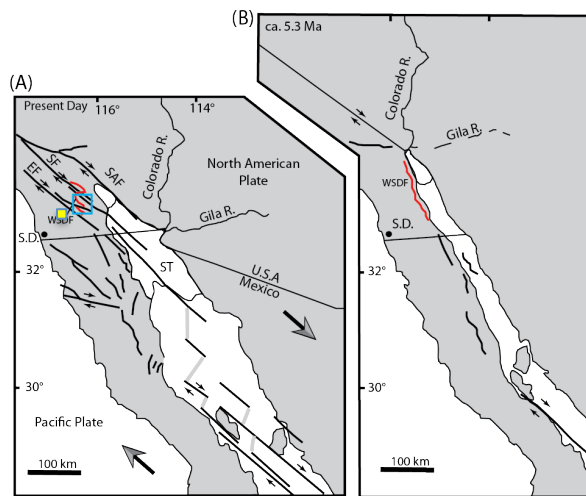 (A)
Present Day
116°
114°
Colorado R.
North American
Plate
SF
SAF
EF
WSDF
Gila R.
S.D.
ST
32°
U.S.A
Mexico
30°
Pacific Plate
100 km
(B)
ca. 5.3 Ma
Colorado R.
Gila R.
WSDF
S.D.
32°
30°
100 km